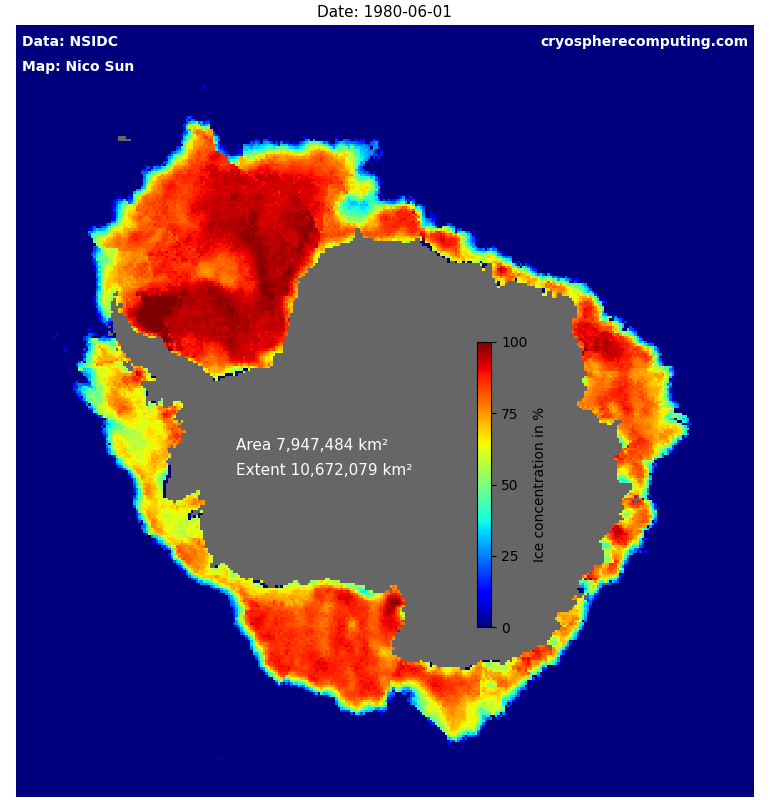 Date: 1980-06-01
Data: NSIDC
cryospherecomputing.com
Map: Nico Sun
100
75
50
25
0
Ice concentration in %
Area 7,947,484 km²
Extent 10,672,079 km²